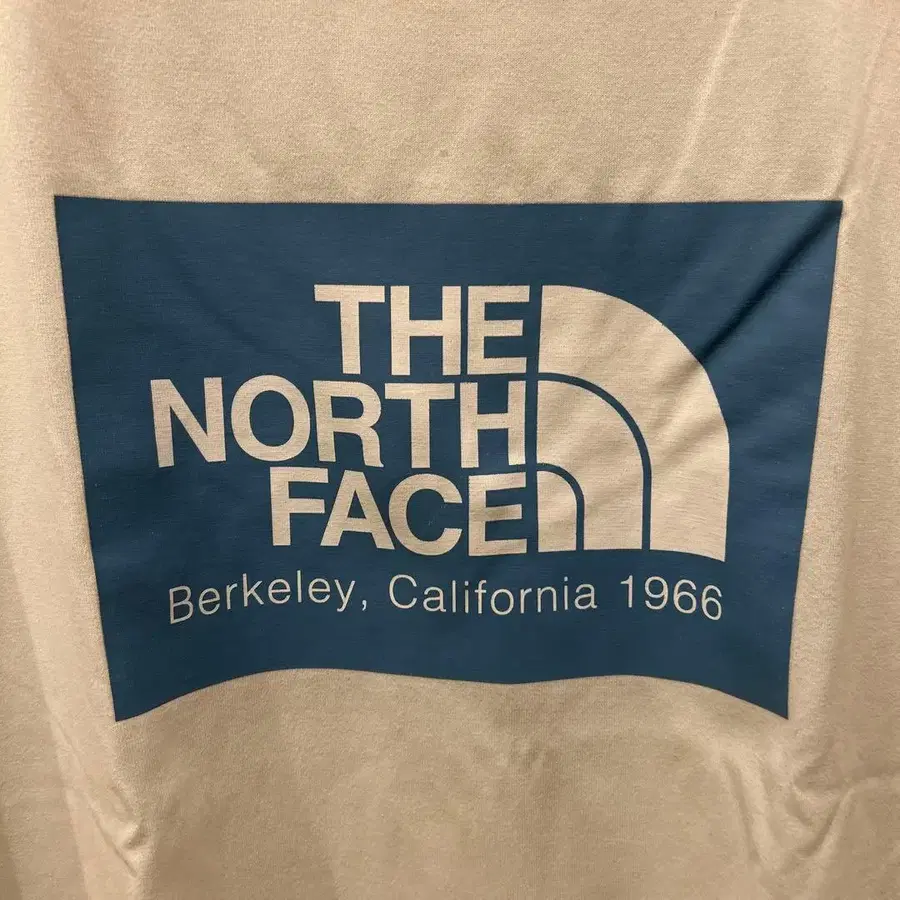 THE
NORTH
FACE
Berkeley, California 1966